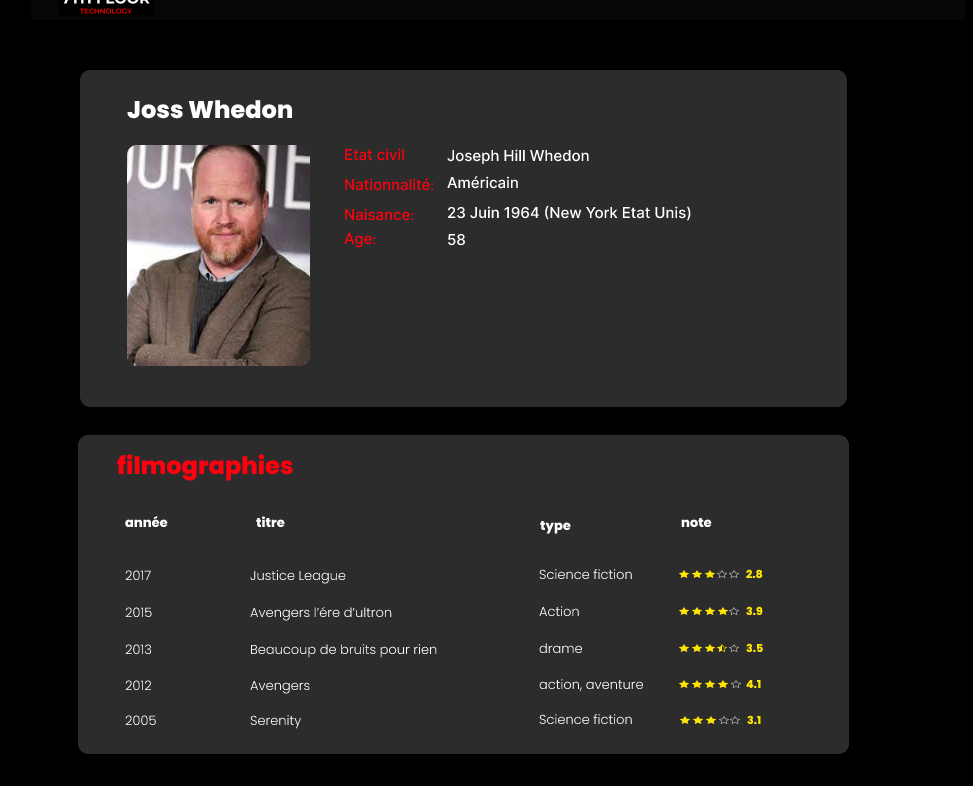 7TH FLOOR
TECHNOLOGY
Joss Whedon
Etat civil Joseph Hill Whedon
Nationnalité: Américain
Naisance: 23 Juin 1964 (New York Etat Unis)
Age: 58
filmographies
année titre type note
2017 Justice League Science fiction 2.8
2015 Avengers l'ére d'ultron Action 3.9
2013 Beaucoup de bruits pour rien drame 3.5
2012 Avengers action, aventure 4.1
2005 Serenity Science fiction 3.1